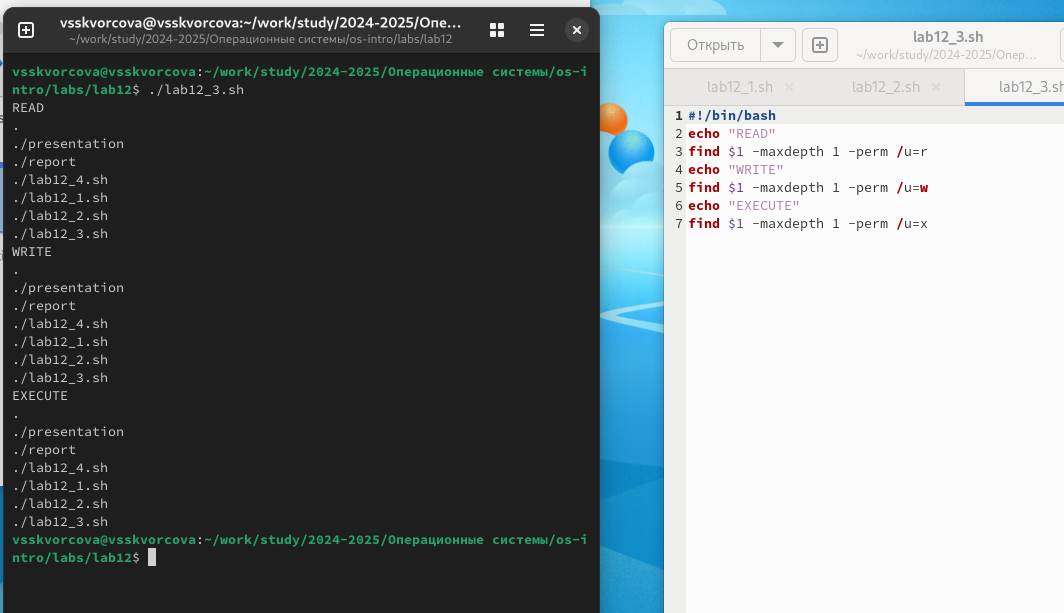 vsskvorcova@vsskvorcova:~/work/study/2024-2025/Опе...
~/work/study/2024-2025/Операционные системы/os-intro/labs/lab12
vsskvorcova@vsskvorcova:~/work/study/2024-2025/Операционные системы/os-i
ntro/labs/lab12$ ./lab12_3.sh
READ
.
./presentation
./report
./lab12_4.sh
./lab12_1.sh
./lab12_2.sh
./lab12_3.sh
WRITE
.
./presentation
./report
./lab12_4.sh
./lab12_1.sh
./lab12_2.sh
./lab12_3.sh
EXECUTE
.
./presentation
./report
./lab12_4.sh
./lab12_1.sh
./lab12_2.sh
./lab12_3.sh
vsskvorcova@vsskvorcova:~/work/study/2024-2025/Операционные системы/os-i
ntro/labs/lab12$
Открыть
lab12_3.sh
~/work/study/2024-2025/Опер...
lab12_1.sh
lab12_2.sh
lab12_3.sh
1 #!/bin/bash
2 echo "READ"
3 find $1 -maxdepth 1 -perm /u=r
4 echo "WRITE"
5 find $1 -maxdepth 1 -perm /u=w
6 echo "EXECUTE"
7 find $1 -maxdepth 1 -perm /u=x